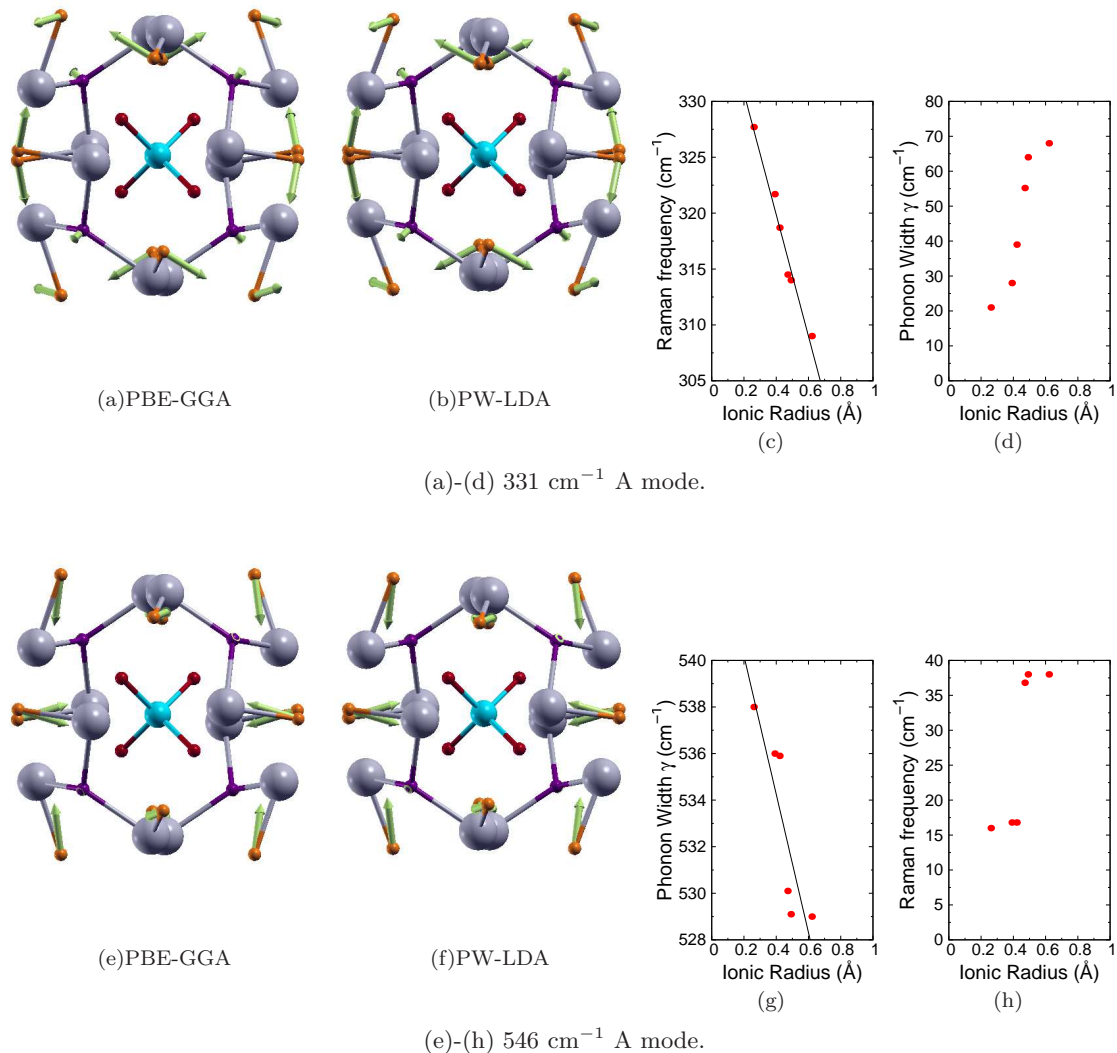 330
325
320
315
310
305
Raman frequency (cm⁻¹)
0 0.2 0.4 0.6 0.8 1
Ionic Radius (Å)
(c)
80
70
60
50
40
30
20
10
0
Phonon Width γ (cm⁻¹)
0 0.2 0.4 0.6 0.8 1
Ionic Radius (Å)
(d)
(a)PBE-GGA
(b)PW-LDA
(a)-(d) 331 cm⁻¹ A mode.
540
538
536
534
532
530
528
Phonon Width γ (cm⁻¹)
0 0.2 0.4 0.6 0.8 1
Ionic Radius (Å)
(g)
40
35
30
25
20
15
10
5
0
Raman frequency (cm⁻¹)
0 0.2 0.4 0.6 0.8 1
Ionic Radius (Å)
(h)
(e)PBE-GGA
(f)PW-LDA
(e)-(h) 546 cm⁻¹ A mode.